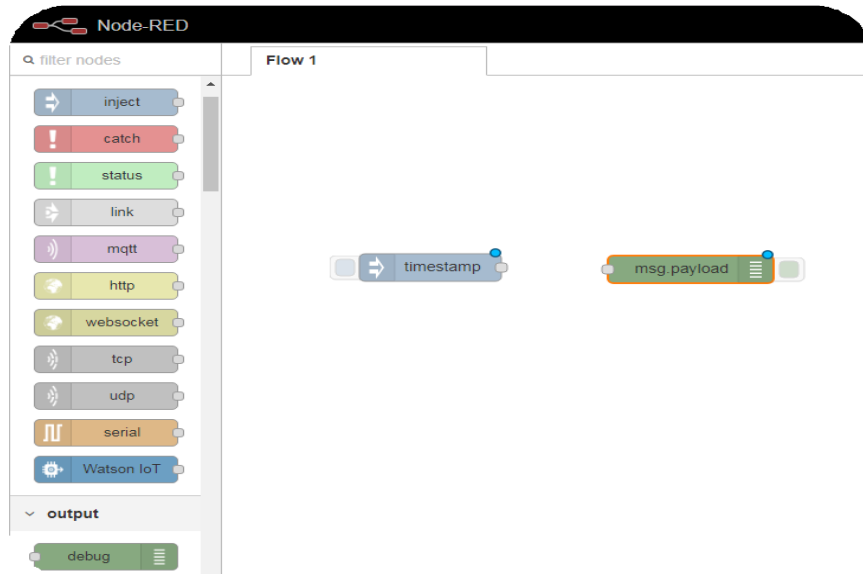 Node-RED
filter nodes
Flow 1
inject
catch
status
link
mqtt
http
websocket
tcp
udp
serial
Watson IoT
output
debug
timestamp
msg.payload